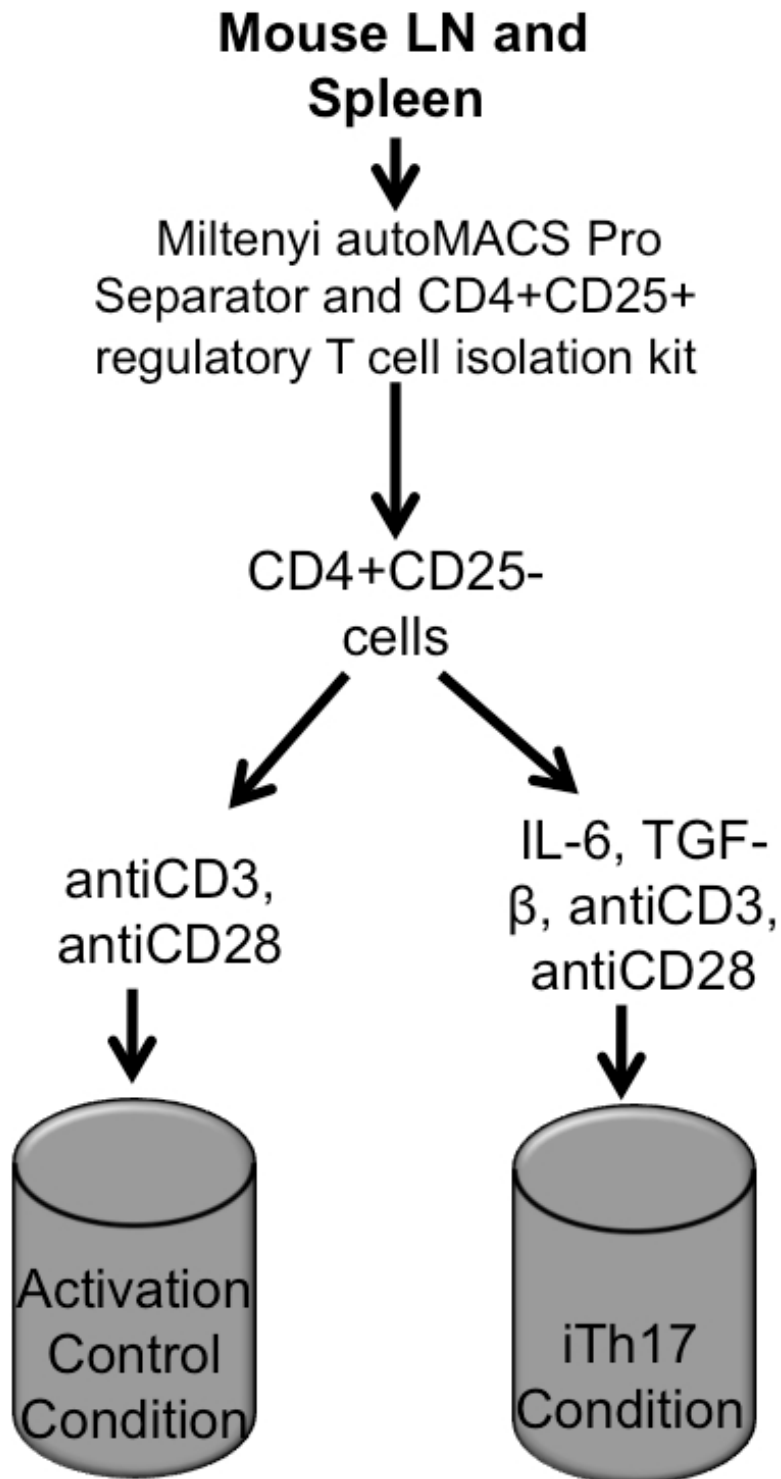 Mouse LN and
Spleen
Miltenyi autoMACS Pro
Separator and CD4+CD25+
regulatory T cell isolation kit
CD4+CD25-
cells
antiCD3,
antiCD28
IL-6, TGF-
β, antiCD3,
antiCD28
Activation
Control
Condition
iTh17
Condition